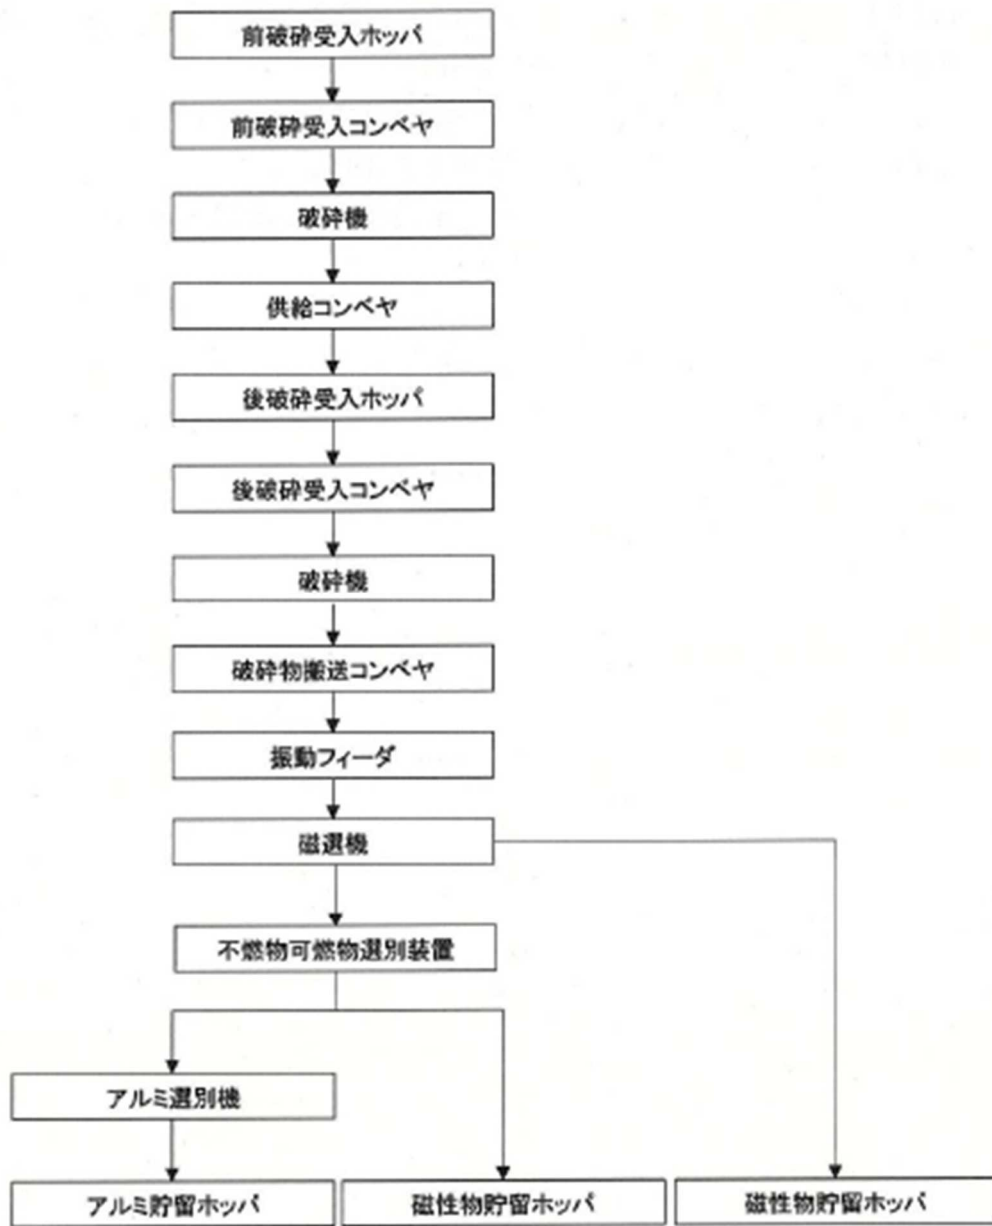 前破砕受入ホッパ
前破砕受入コンベヤ
破砕機
供給コンベヤ
後破砕受入ホッパ
後破砕受入コンベヤ
破砕機
破砕物搬送コンベヤ
振動フィーダ
磁選機
不燃物可燃物選別装置
アルミ選別機
アルミ貯留ホッパ
磁性物貯留ホッパ
磁性物貯留ホッパ